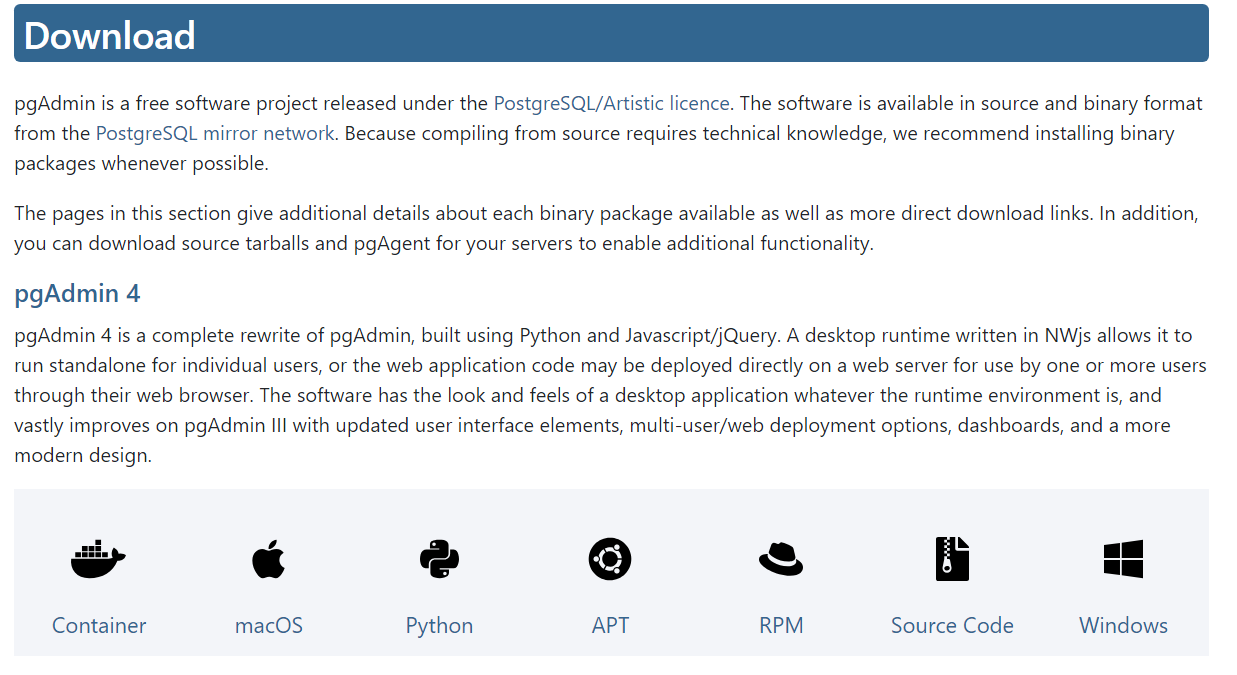 Download
pgAdmin is a free software project released under the PostgreSQL/Artistic licence. The software is available in source and binary format
from the PostgreSQL mirror network. Because compiling from source requires technical knowledge, we recommend installing binary
packages whenever possible.
The pages in this section give additional details about each binary package available as well as more direct download links. In addition,
you can download source tarballs and pgAgent for your servers to enable additional functionality.
pgAdmin 4
pgAdmin 4 is a complete rewrite of pgAdmin, built using Python and Javascript/jQuery. A desktop runtime written in NWjs allows it to
run standalone for individual users, or the web application code may be deployed directly on a web server for use by one or more users
through their web browser. The software has the look and feels of a desktop application whatever the runtime environment is, and
vastly improves on pgAdmin III with updated user interface elements, multi-user/web deployment options, dashboards, and a more
modern design.
Container macOS Python APT RPM Source Code Windows